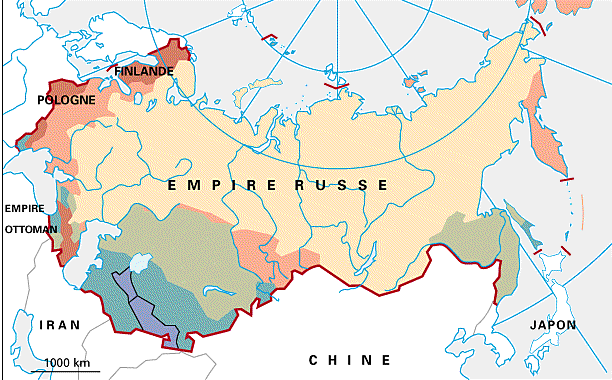 FINLANDE
POLOGNE
EMPIRE RUSSE
EMPIRE
OTTOMAN
IRAN
JAPON
CHINE
1000 km